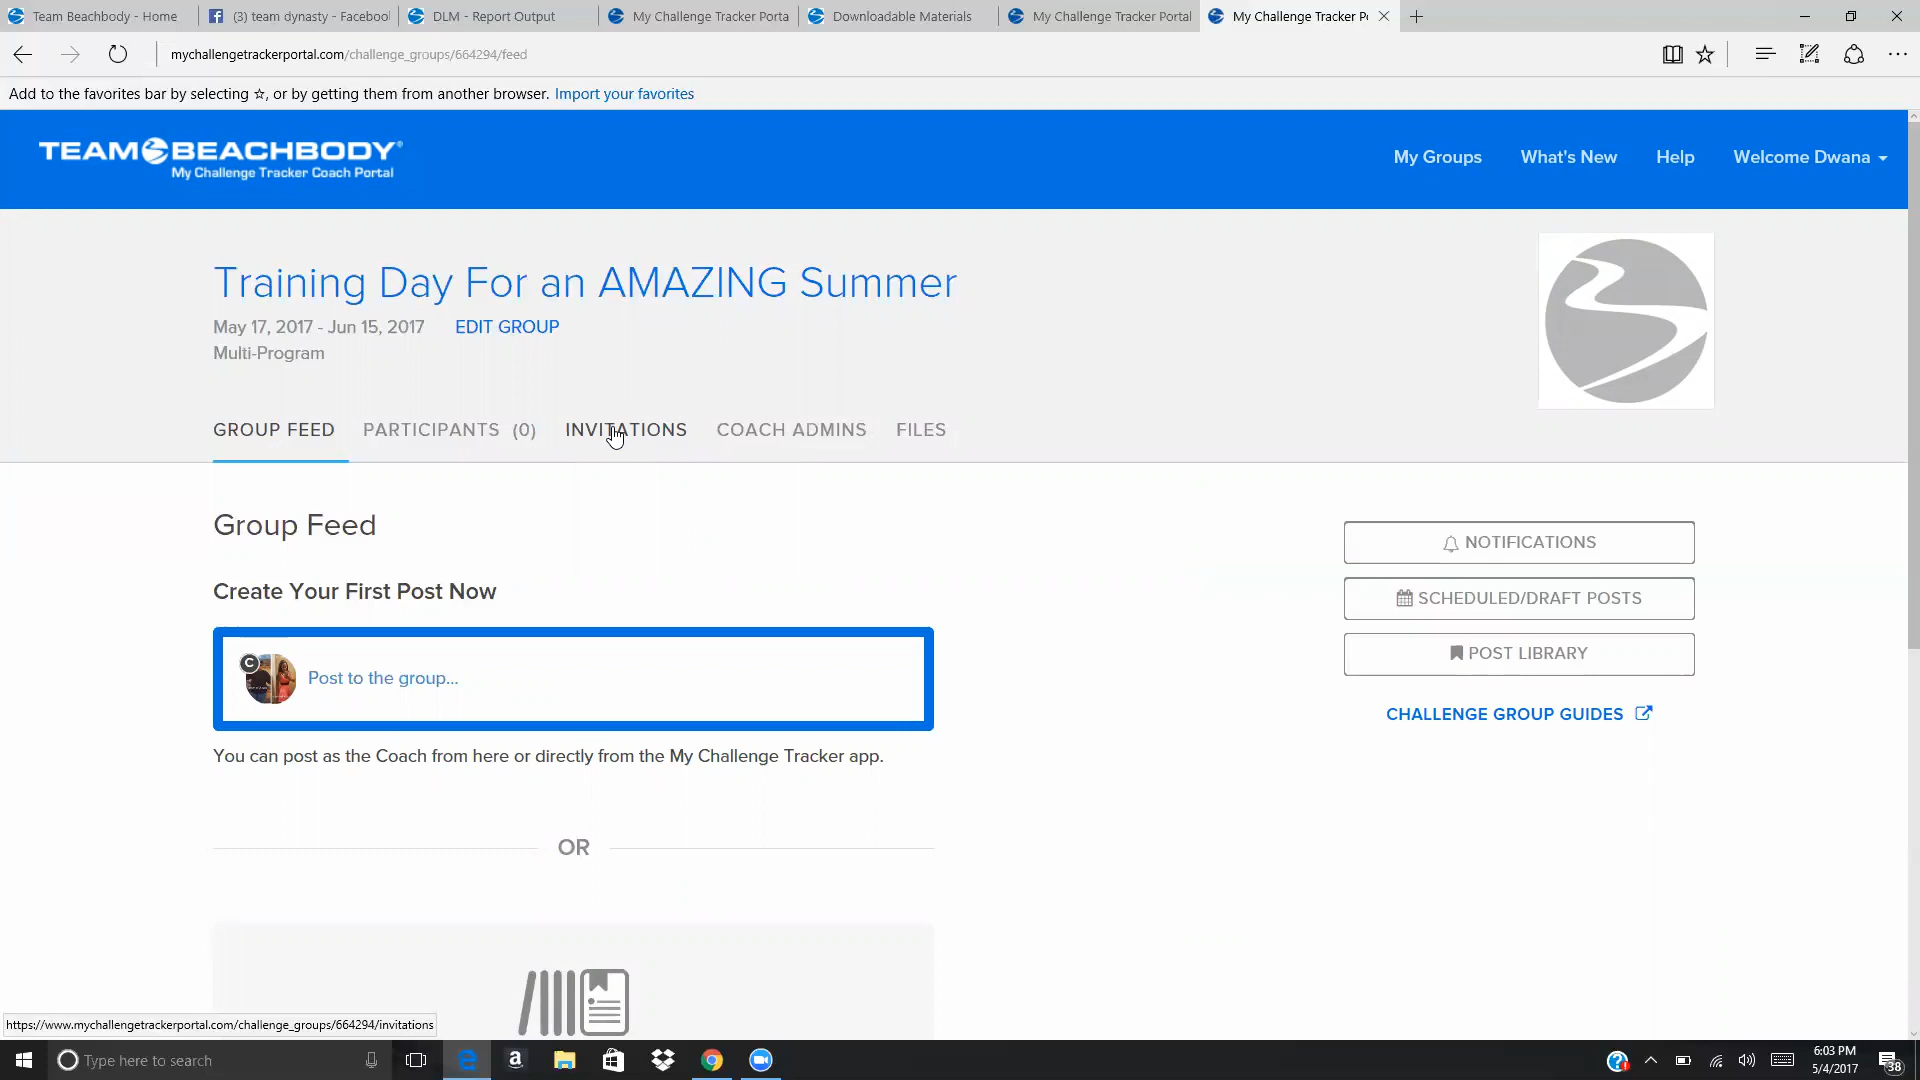 Team Beachbody - Home
(3) team dynasty - Faceboo
DLM - Report Output
My Challenge Tracker Porta
Downloadable Materials
My Challenge Tracker Portal
My Challenge Tracker Po
mychallengetrackerportal.com/challenge_groups/664294/feed
Add to the favorites bar by selecting ☆, or by getting them from another browser. Import your favorites
TEAM BEACHBODY®
My Challenge Tracker Coach Portal
My Groups
What's New
Help
Welcome Dwana
Training Day For an AMAZING Summer
May 17, 2017 - Jun 15, 2017
EDIT GROUP
Multi-Program
GROUP FEED
PARTICIPANTS (0)
INVITATIONS
COACH ADMINS
FILES
Group Feed
NOTIFICATIONS
Create Your First Post Now
SCHEDULED/DRAFT POSTS
POST LIBRARY
C
Post to the group...
CHALLENGE GROUP GUIDES
You can post as the Coach from here or directly from the My Challenge Tracker app.
OR
https://www.mychallengetrackerportal.com/challenge_groups/664294/invitations
Type here to search
6:03 PM
5/4/2017
38